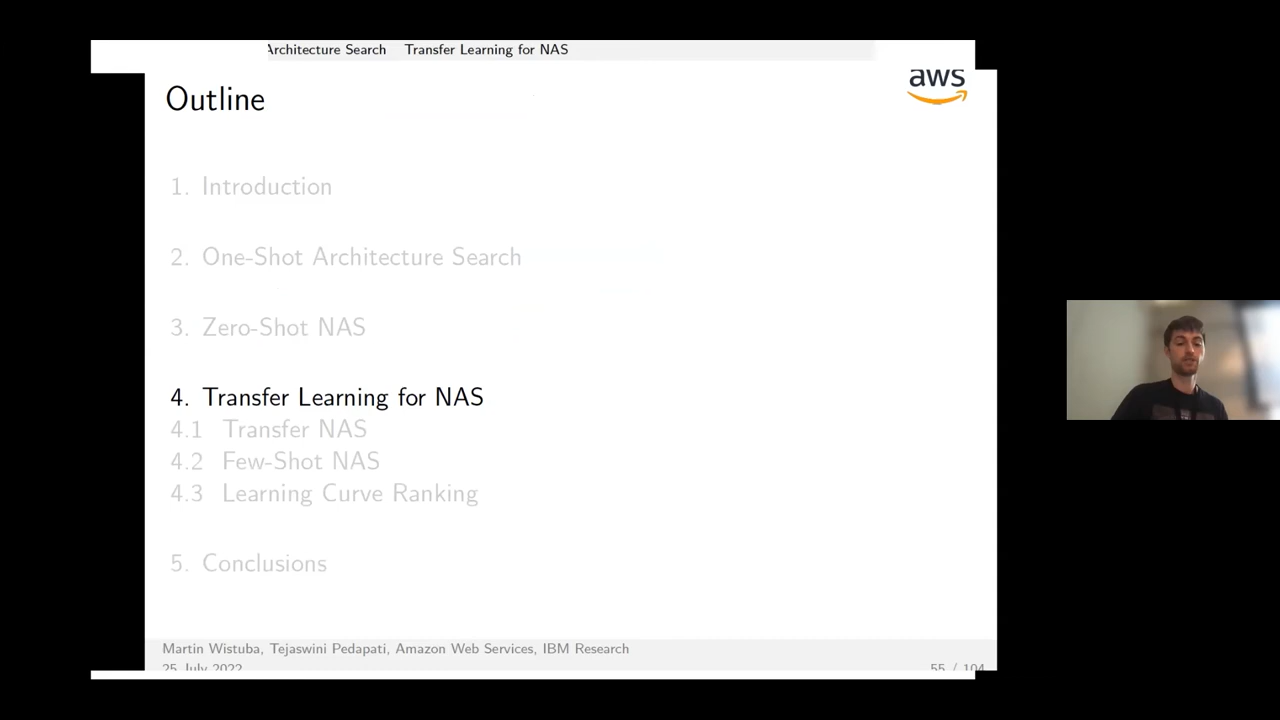 Architecture Search Transfer Learning for NAS
aws
Outline
1. Introduction
2. One-Shot Architecture Search
3. Zero-Shot NAS
4. Transfer Learning for NAS
4.1 Transfer NAS
4.2 Few-Shot NAS
4.3 Learning Curve Ranking
5. Conclusions
Martin Wistuba, Tejaswini Pedapati, Amazon Web Services, IBM Research
25 July 2022
55 / 104